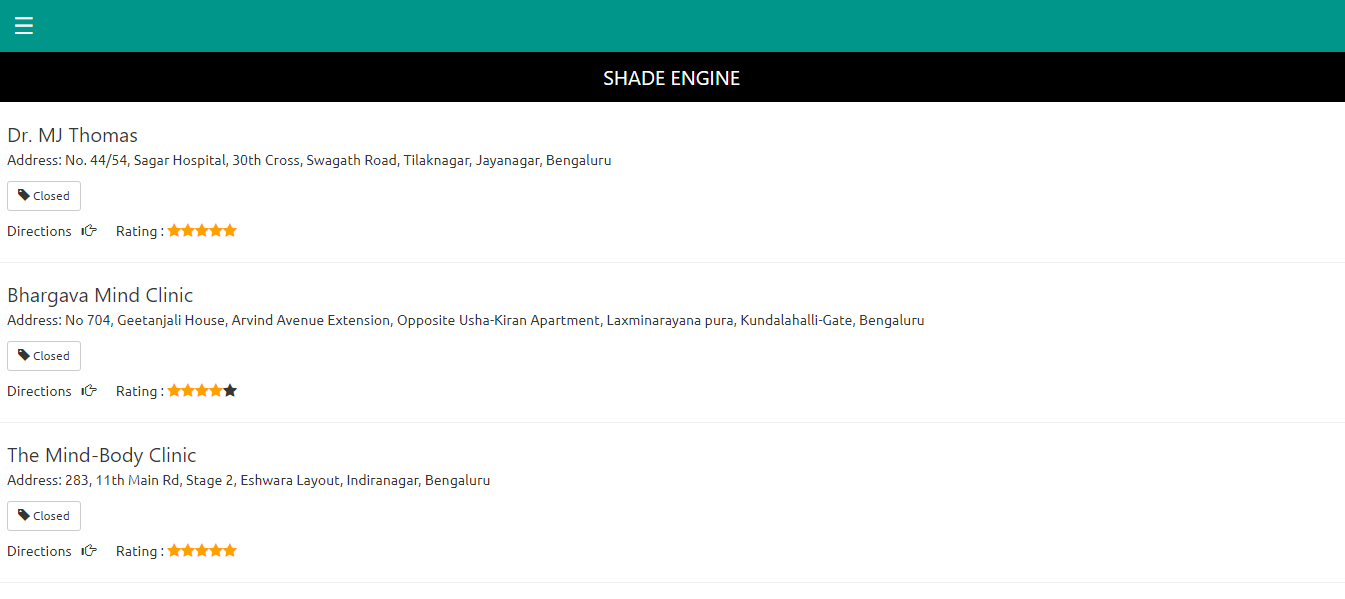 SHADE ENGINE
Dr. MJ Thomas
Address: No. 44/54, Sagar Hospital, 30th Cross, Swagath Road, Tilaknagar, Jayanagar, Bengaluru
Closed
Directions Rating :
Bhargava Mind Clinic
Address: No 704, Geetanjali House, Arvind Avenue Extension, Opposite Usha-Kiran Apartment, Laxminarayana pura, Kundalahalli-Gate, Bengaluru
Closed
Directions Rating :
The Mind-Body Clinic
Address: 283, 11th Main Rd, Stage 2, Eshwara Layout, Indiranagar, Bengaluru
Closed
Directions Rating :